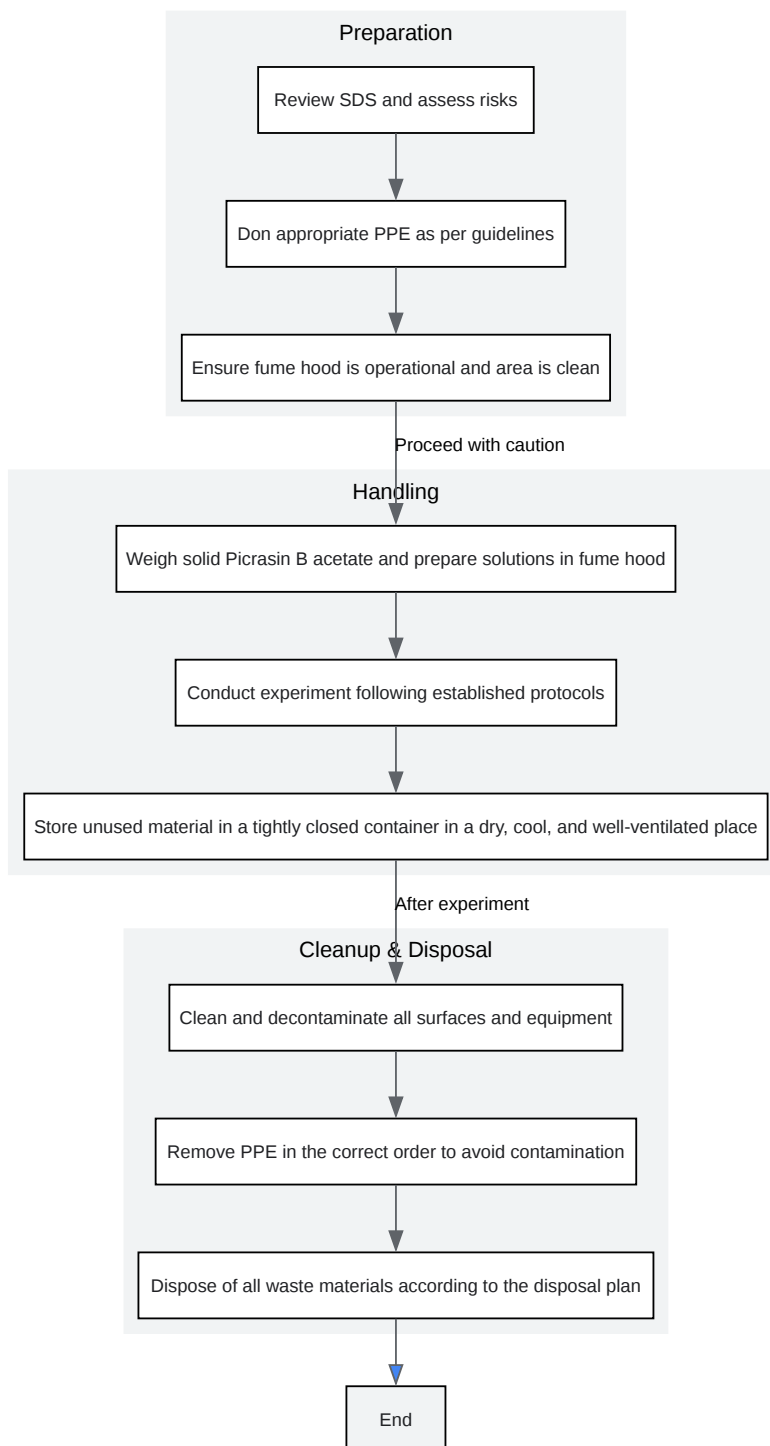 Preparation
Review SDS and assess risks
Don appropriate PPE as per guidelines
Ensure fume hood is operational and area is clean
Proceed with caution
Handling
Weigh solid Picrasin B acetate and prepare solutions in fume hood
Conduct experiment following established protocols
Store unused material in a tightly closed container in a dry, cool, and well-ventilated place
After experiment
Cleanup & Disposal
Clean and decontaminate all surfaces and equipment
Remove PPE in the correct order to avoid contamination
Dispose of all waste materials according to the disposal plan
End